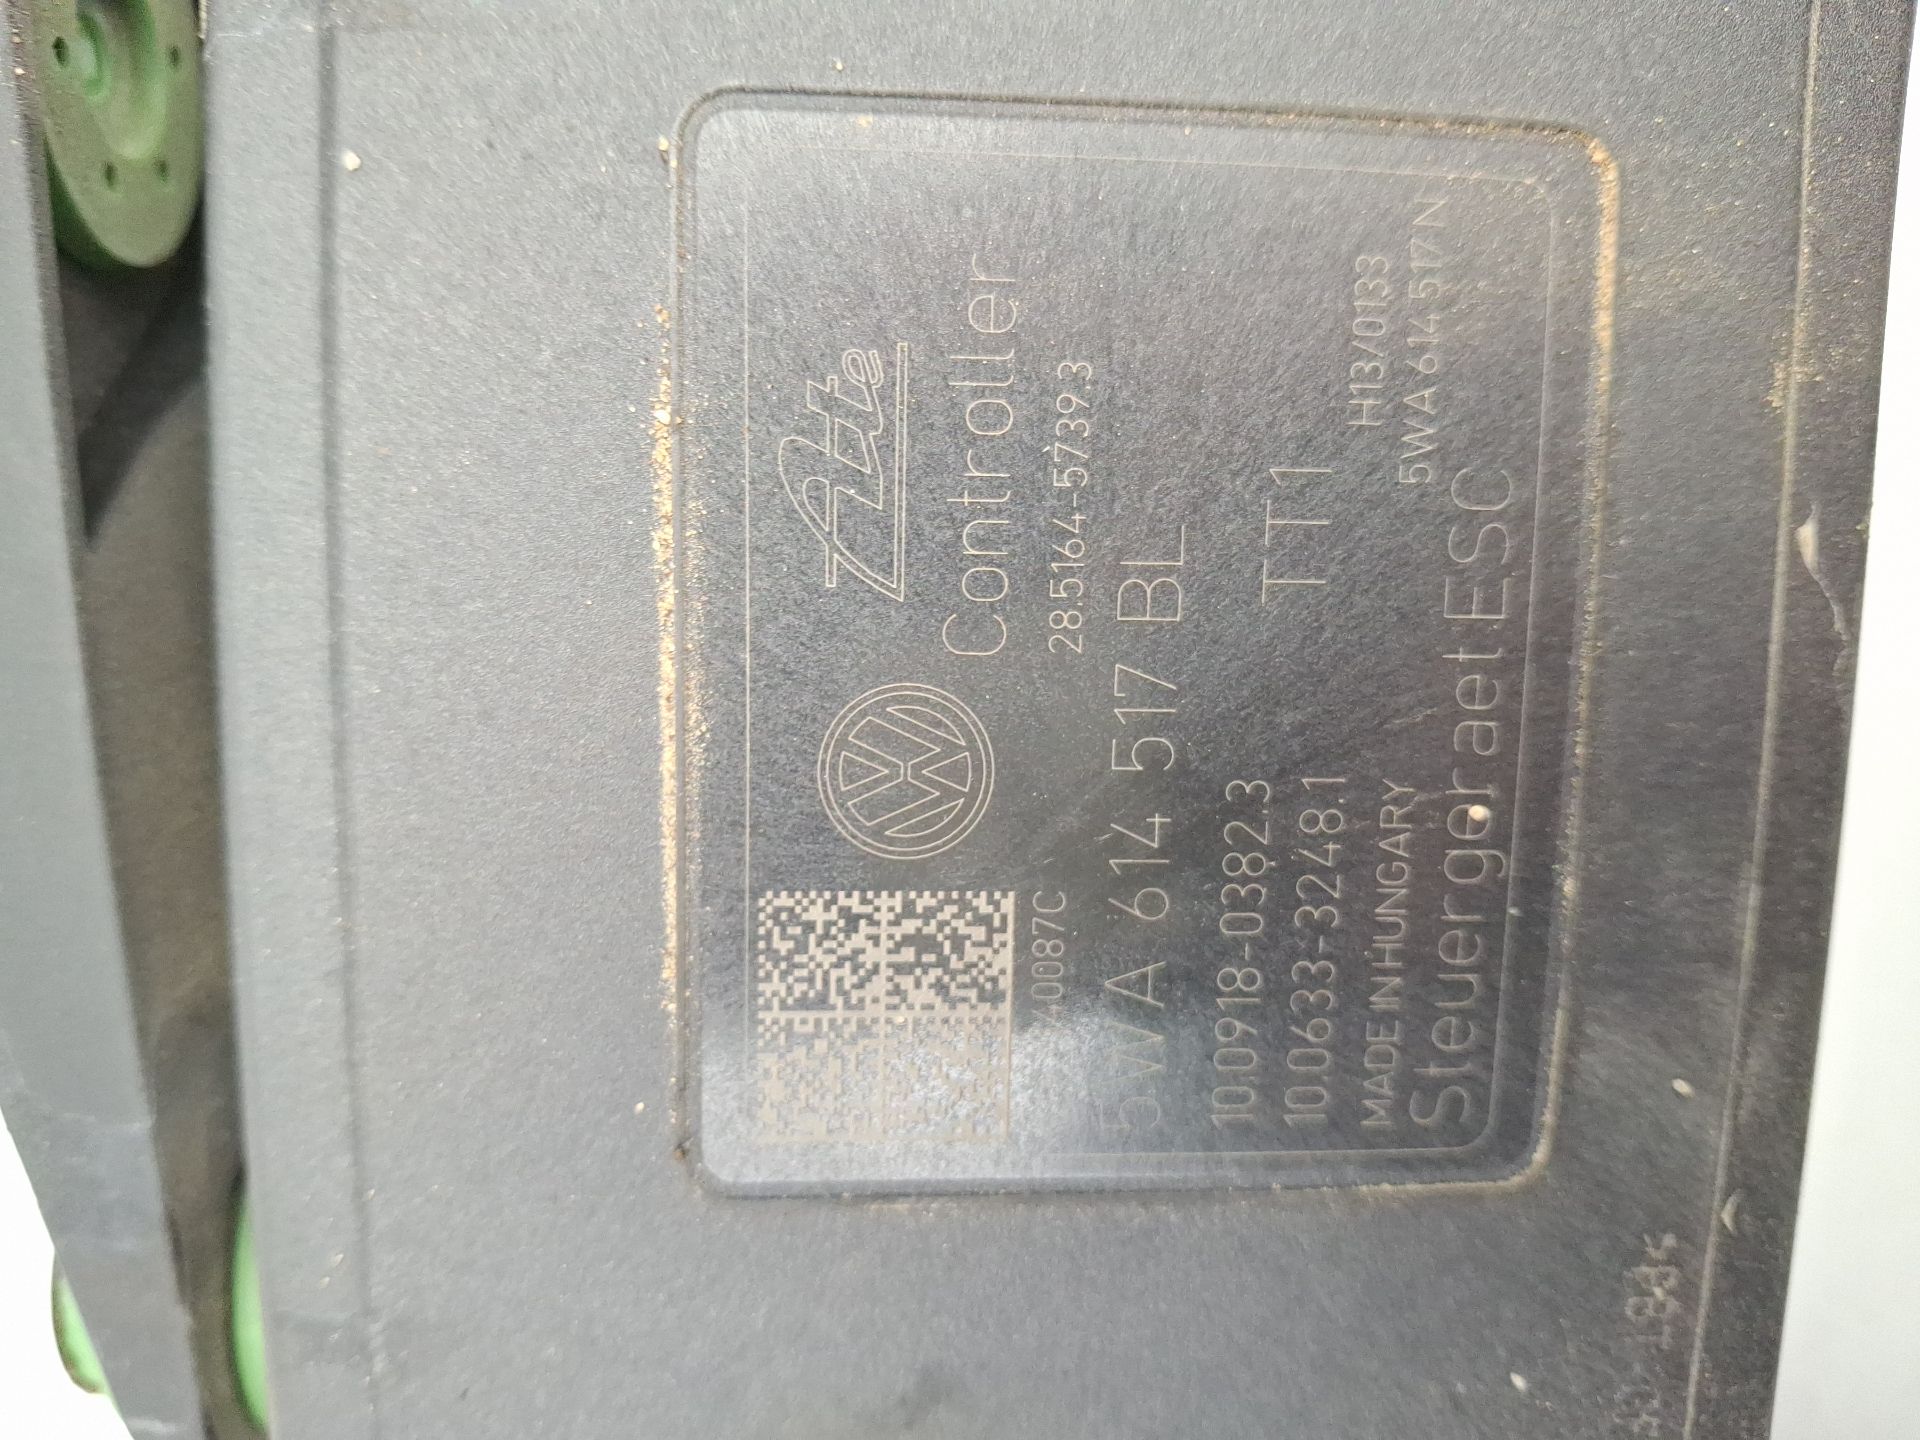 Ate
Controller
28.5164-5739.3
40087C
5WA 614 517 BL
10.0918-0382.3
TT1
10.0633-3248.1
H13/0133
MADE IN HUNGARY
5WA 614 517 N
Steuergeraet ESC